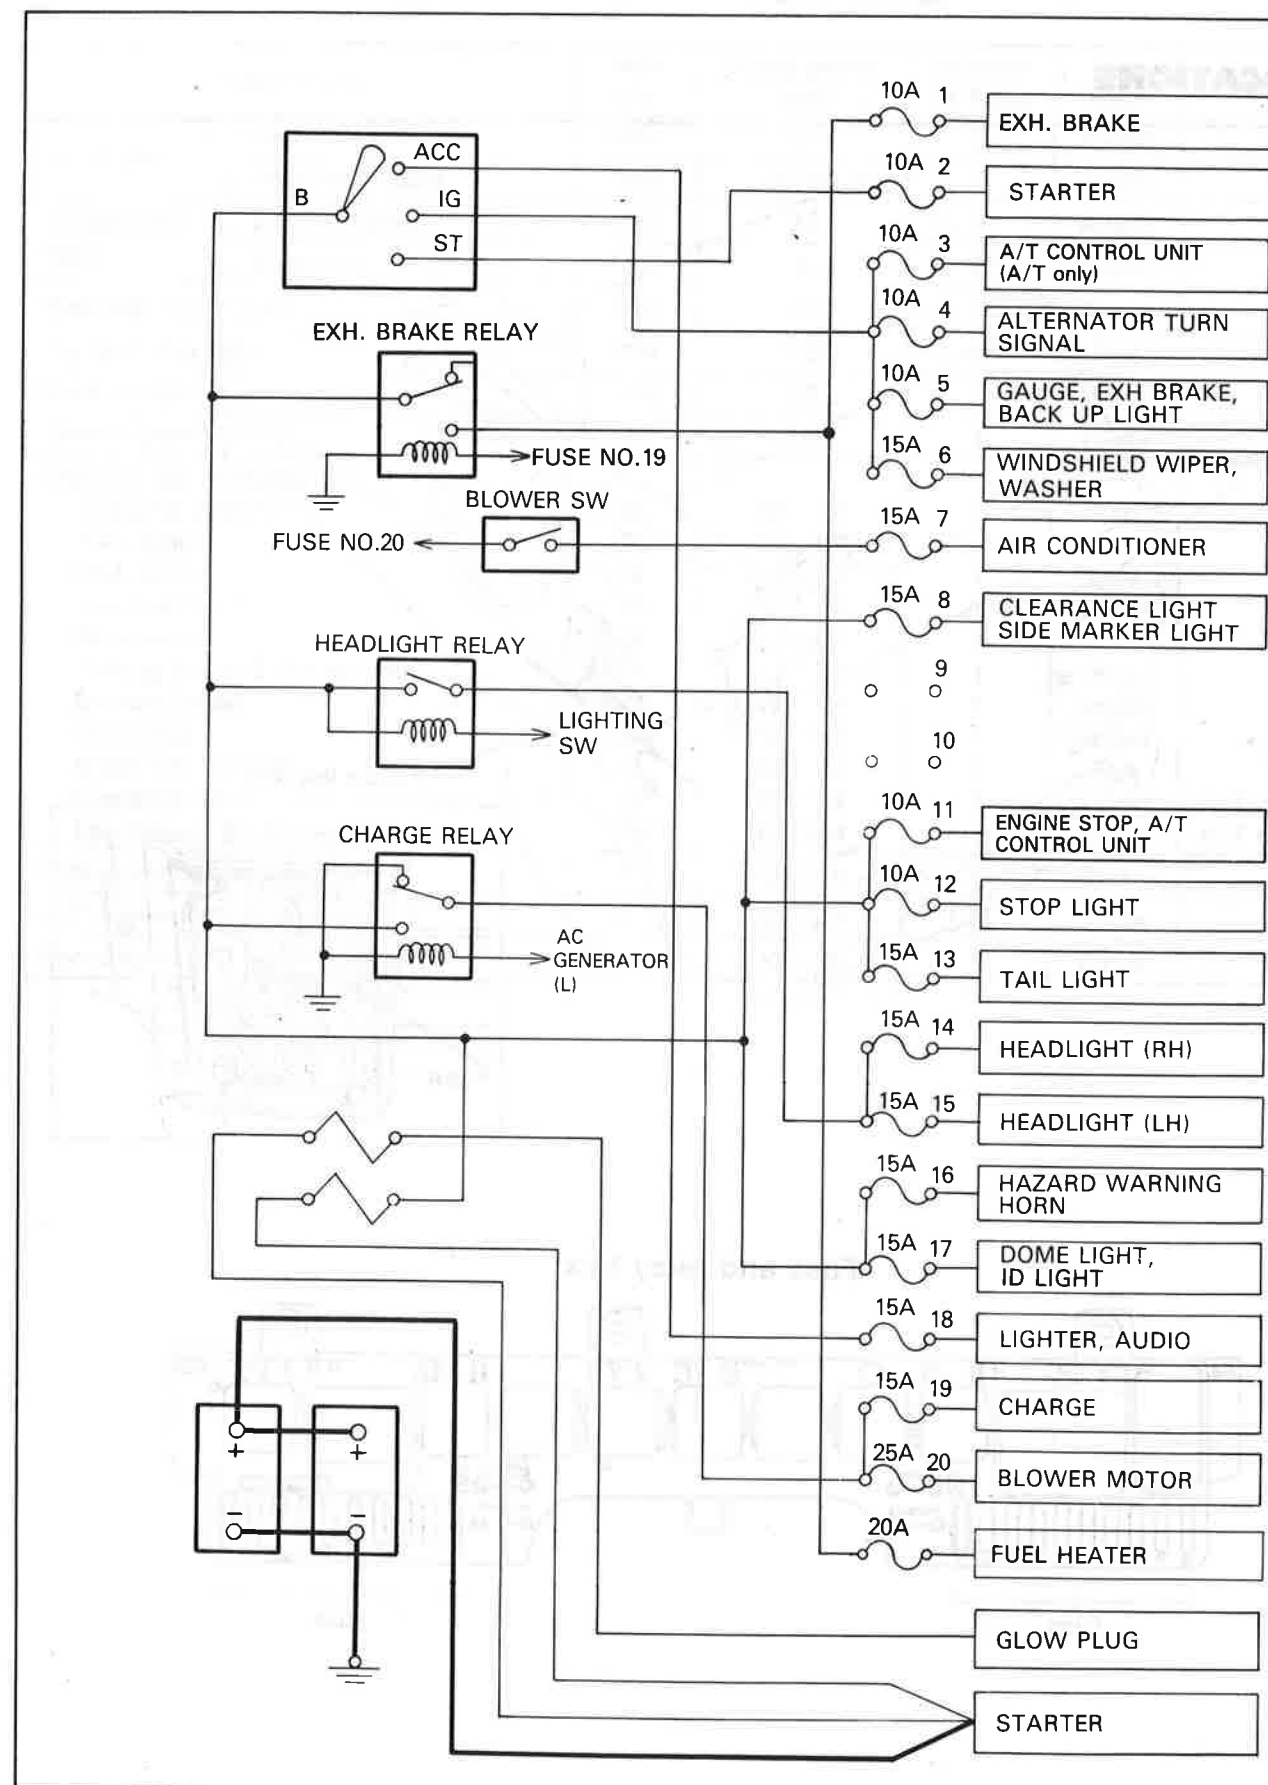 10A 1
EXH. BRAKE
ACC
10A 2
STARTER
B
IG
ST
10A 3
A/T CONTROL UNIT
(A/T only)
10A 4
ALTERNATOR TURN
SIGNAL
EXH. BRAKE RELAY
10A 5
GAUGE, EXH BRAKE,
BACK UP LIGHT
FUSE NO.19
15A 6
WINDSHIELD WIPER,
WASHER
BLOWER SW
FUSE NO.20
15A 7
AIR CONDITIONER
15A 8
CLEARANCE LIGHT
SIDE MARKER LIGHT
HEADLIGHT RELAY
9
LIGHTING
SW
10
CHARGE RELAY
10A 11
ENGINE STOP, A/T
CONTROL UNIT
10A 12
STOP LIGHT
AC
GENERATOR
(L)
15A 13
TAIL LIGHT
15A 14
HEADLIGHT (RH)
15A 15
HEADLIGHT (LH)
15A 16
HAZARD WARNING
HORN
15A 17
DOME LIGHT,
ID LIGHT
15A 18
LIGHTER, AUDIO
15A 19
CHARGE
+ +
25A 20
BLOWER MOTOR
− −
20A
FUEL HEATER
GLOW PLUG
STARTER